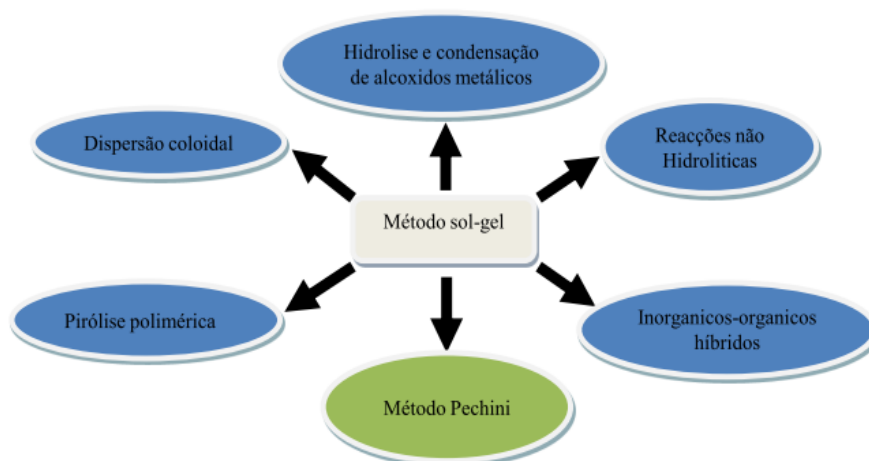 Hidrolise e condensação
de alcoxidos metálicos
Dispersão coloidal
Reacções não
Hidroliticas
Método sol-gel
Pirólise polimérica
Inorganicos-organicos
híbridos
Método Pechini